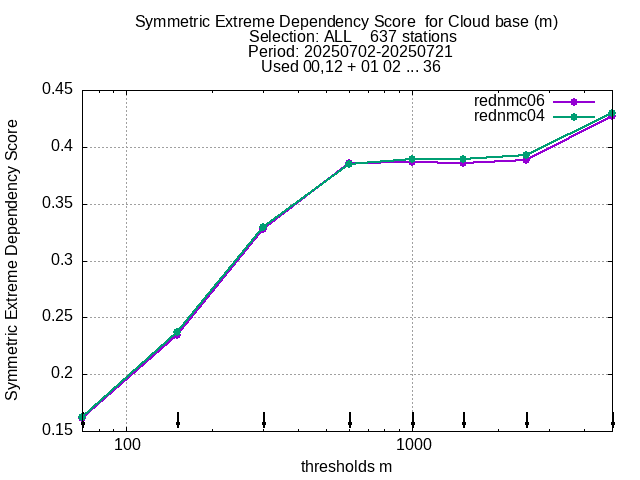 Symmetric Extreme Dependency Score  for Cloud base (m)
Selection: ALL    637 stations
Period: 20250702-20250721
Used 00,12 + 01 02 ... 36
rednmc06
rednmc04
Symmetric Extreme Dependency Score
0.45
0.4
0.35
0.3
0.25
0.2
0.15
100
1000
thresholds m